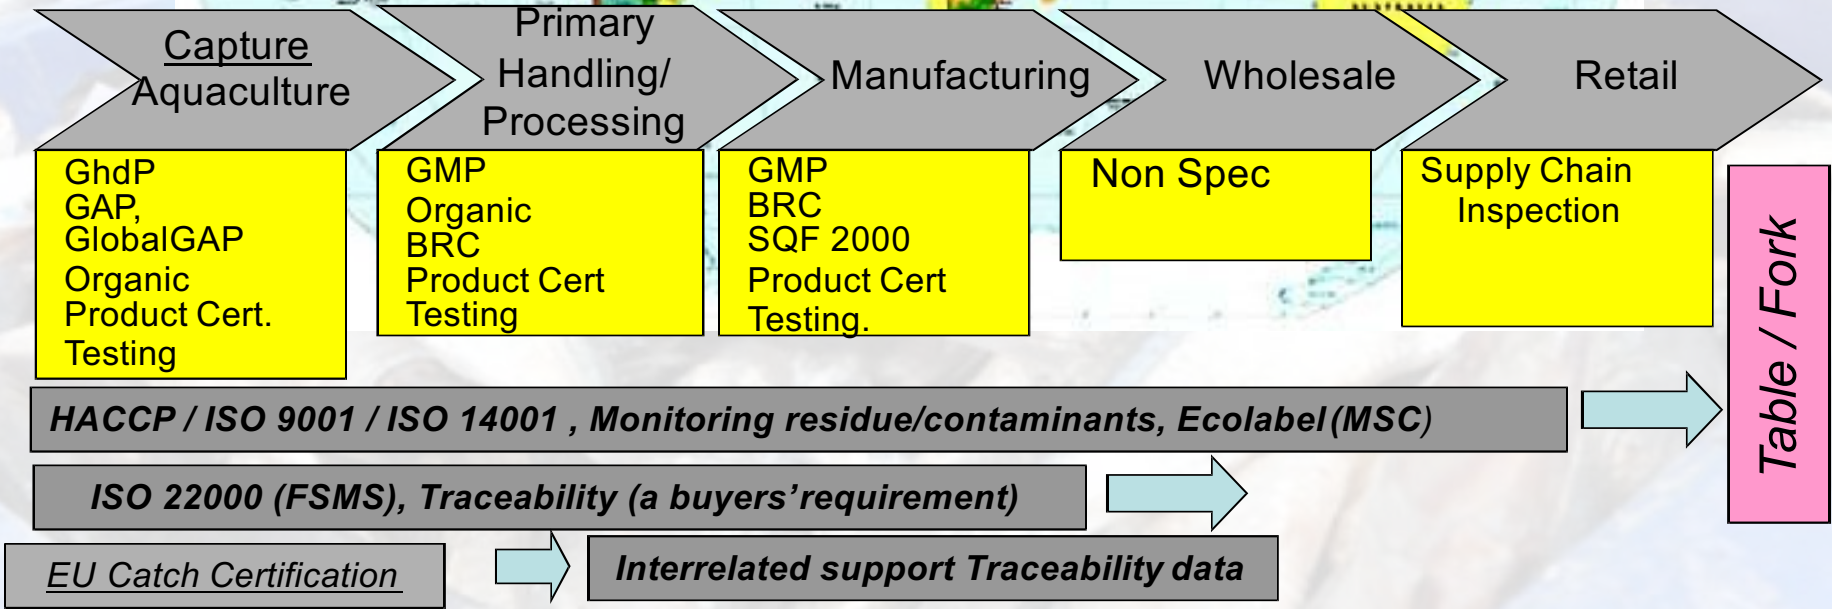 Capture
Aquaculture
Primary
Handling/
Processing
Manufacturing
Wholesale
Retail
GhdP
GAP,
GlobalGAP
Organic
Product Cert.
Testing
GMP
Organic
BRC
Product Cert
Testing
GMP
BRC
SQF 2000
Product Cert
Testing.
Non Spec
Supply Chain
Inspection
Table / Fork
HACCP / ISO 9001 / ISO 14001 , Monitoring residue/contaminants, Ecolabel (MSC)
ISO 22000 (FSMS), Traceability (a buyers’ requirement)
EU Catch Certification
Interrelated support Traceability data